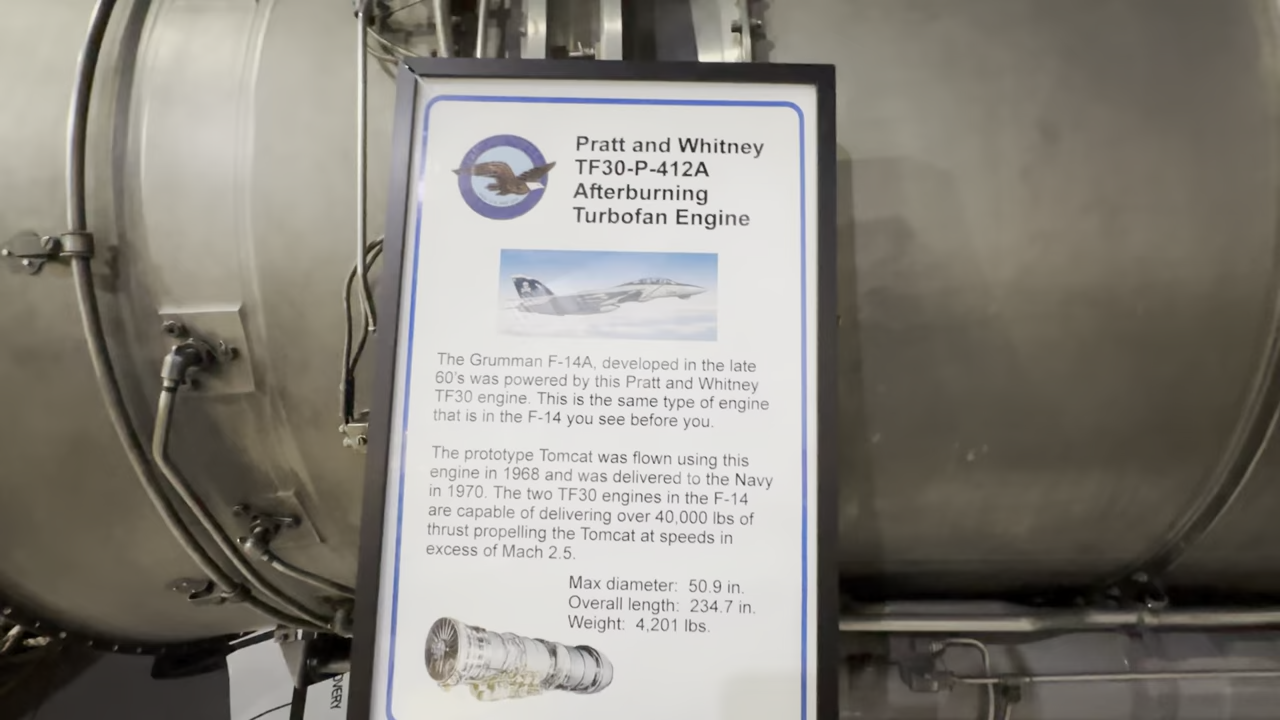 Pratt and Whitney
TF30-P-412A
Afterburning
Turbofan Engine
The Grumman F-14A, developed in the late
60's was powered by this Pratt and Whitney
TF30 engine. This is the same type of engine
that is in the F-14 you see before you.
The prototype Tomcat was flown using this
engine in 1968 and was delivered to the Navy
in 1970. The two TF30 engines in the F-14
are capable of delivering over 40,000 lbs of
thrust propelling the Tomcat at speeds in
excess of Mach 2.5.
Max diameter: 50.9 in.
Overall length: 234.7 in.
Weight: 4,201 lbs.
OVERY